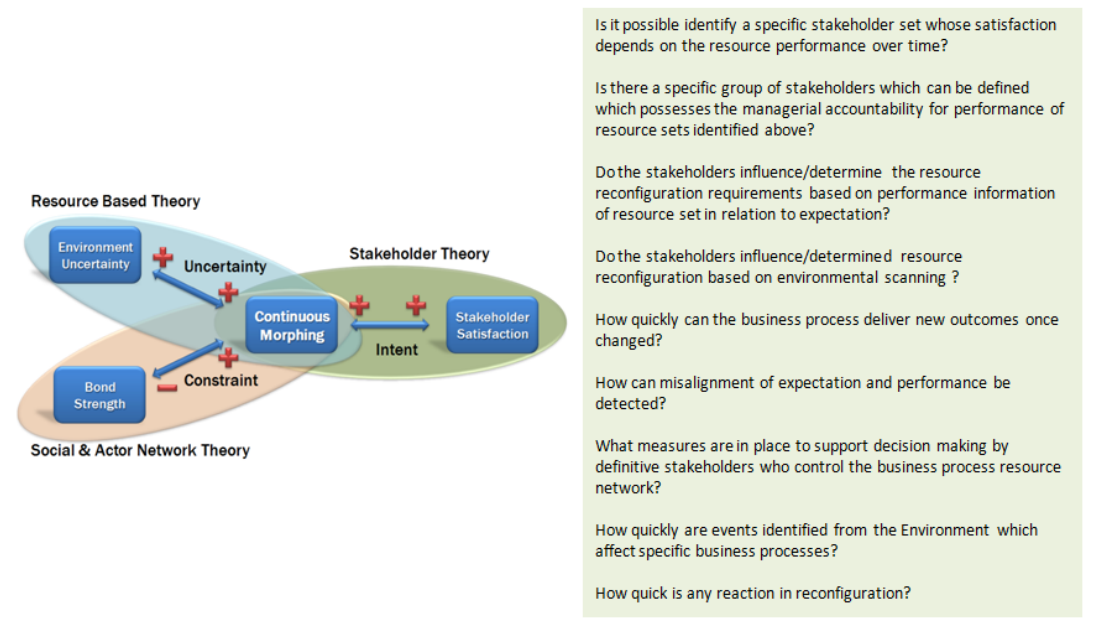 Resource Based Theory
Environment
Uncertainty
Uncertainty
Stakeholder Theory
Continuous
Morphing
Stakeholder
Satisfaction
Intent
Bond
Strength
Constraint
Social & Actor Network Theory
Is it possible identify a specific stakeholder set whose satisfaction
depends on the resource performance over time?
Is there a specific group of stakeholders which can be defined
which possesses the managerial accountability for performance of
resource sets identified above?
Do the stakeholders influence/determine the resource
reconfiguration requirements based on performance information
of resource set in relation to expectation?
Do the stakeholders influence/determined resource
reconfiguration based on environmental scanning ?
How quickly can the business process deliver new outcomes once
changed?
How can misalignment of expectation and performance be
detected?
What measures are in place to support decision making by
definitive stakeholders who control the business process resource
network?
How quickly are events identified from the Environment which
affect specific business processes?
How quick is any reaction in reconfiguration?